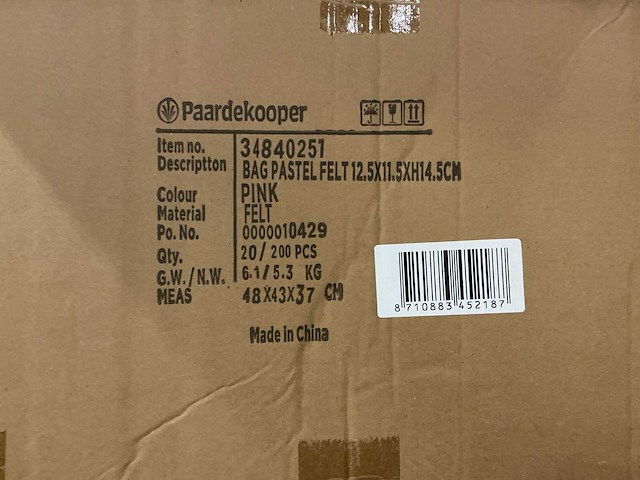 Paardekooper
Item no. 34840251
Descriptton BAG PASTEL FELT 12.5X11.5XH14.5CM
Colour PINK
Material FELT
Po. No. 0000010429
Qty. 20/ 200 PCS
G.W./N.W. 6.1/5.3 KG
MEAS 48X43X37 CM
Made in China
8 710883 452187